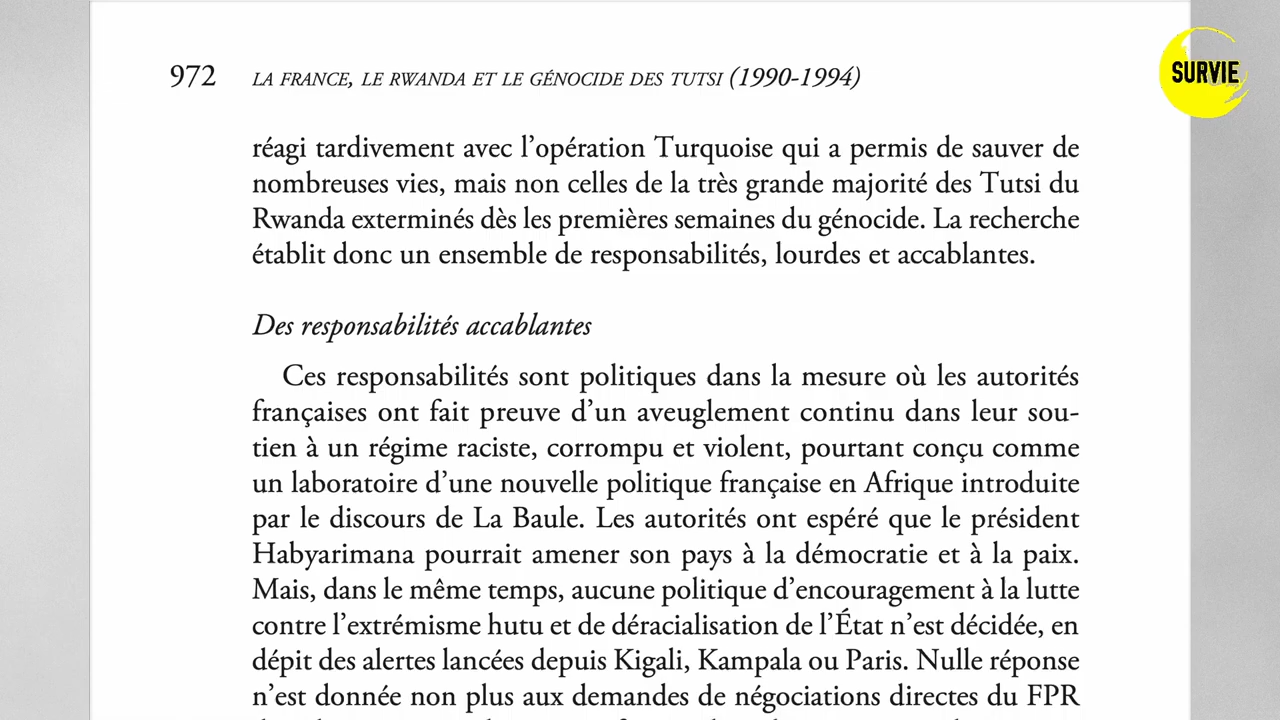 972 LA FRANCE, LE RWANDA ET LE GÉNOCIDE DES TUTSI (1990-1994)
SURVIE
réagi tardivement avec l’opération Turquoise qui a permis de sauver de
nombreuses vies, mais non celles de la très grande majorité des Tutsi du
Rwanda exterminés dès les premières semaines du génocide. La recherche
établit donc un ensemble de responsabilités, lourdes et accablantes.
Des responsabilités accablantes
Ces responsabilités sont politiques dans la mesure où les autorités
françaises ont fait preuve d’un aveuglement continu dans leur sou-
tien à un régime raciste, corrompu et violent, pourtant conçu comme
un laboratoire d’une nouvelle politique française en Afrique introduite
par le discours de La Baule. Les autorités ont espéré que le président
Habyarimana pourrait amener son pays à la démocratie et à la paix.
Mais, dans le même temps, aucune politique d’encouragement à la lutte
contre l’extrémisme hutu et de déracialisation de l’État n’est décidée, en
dépit des alertes lancées depuis Kigali, Kampala ou Paris. Nulle réponse
n’est donnée non plus aux demandes de négociations directes du FPR